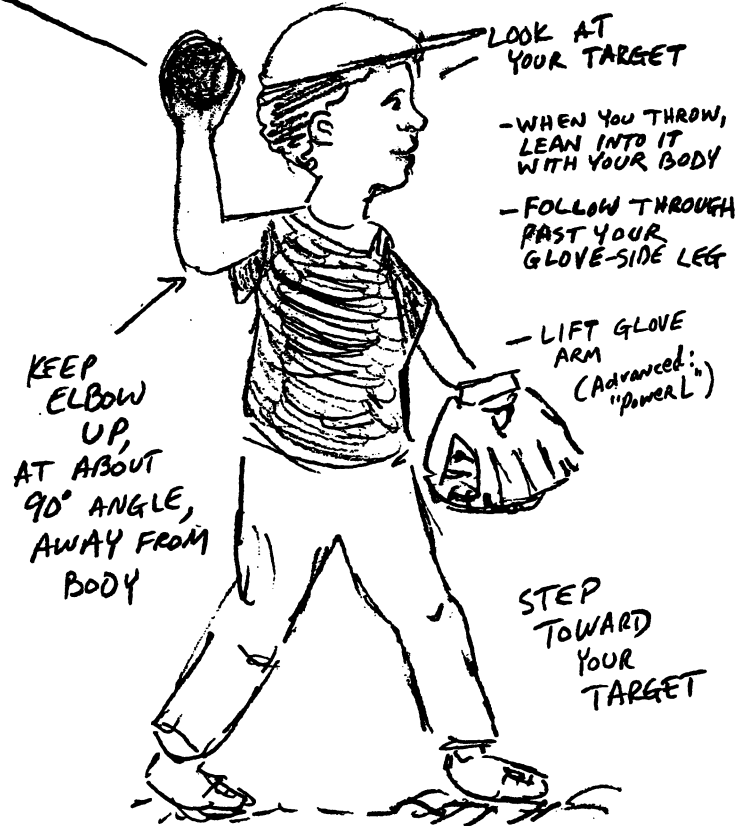 LOOK AT
YOUR TARGET
- WHEN YOU THROW,
LEAN INTO IT
WITH YOUR BODY
- FOLLOW THROUGH
PAST YOUR
GLOVE-SIDE LEG
- LIFT GLOVE
ARM
(Advanced:
"Power L")
KEEP
ELBOW
UP,
AT ABOUT
90° ANGLE,
AWAY FROM
BODY
STEP
TOWARD
YOUR
TARGET